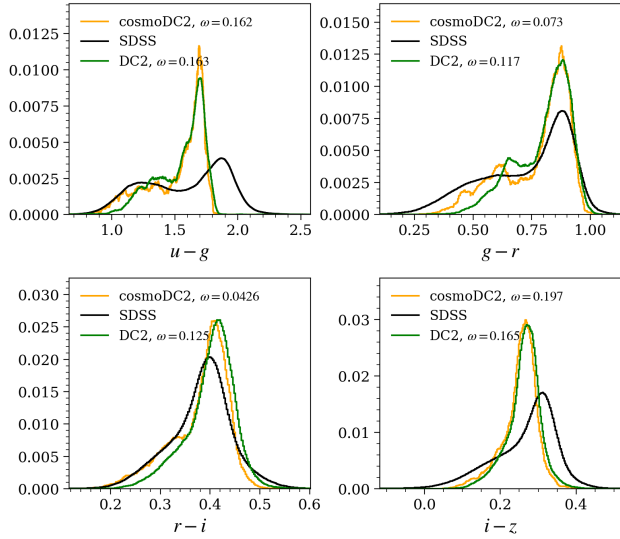 cosmoDC2, ω=0.162
SDSS
DC2, ω=0.163
0.0125
0.0100
0.0075
0.0050
0.0025
0.0000
1.0 1.5 2.0 2.5
u − g
cosmoDC2, ω=0.073
SDSS
DC2, ω=0.117
0.0150
0.0125
0.0100
0.0075
0.0050
0.0025
0.0000
0.25 0.50 0.75 1.00
g − r
cosmoDC2, ω=0.0426
SDSS
DC2, ω=0.125
0.030
0.025
0.020
0.015
0.010
0.005
0.000
0.2 0.3 0.4 0.5 0.6
r − i
cosmoDC2, ω=0.197
SDSS
DC2, ω=0.165
0.03
0.02
0.01
0.00
0.0 0.2 0.4
i − z